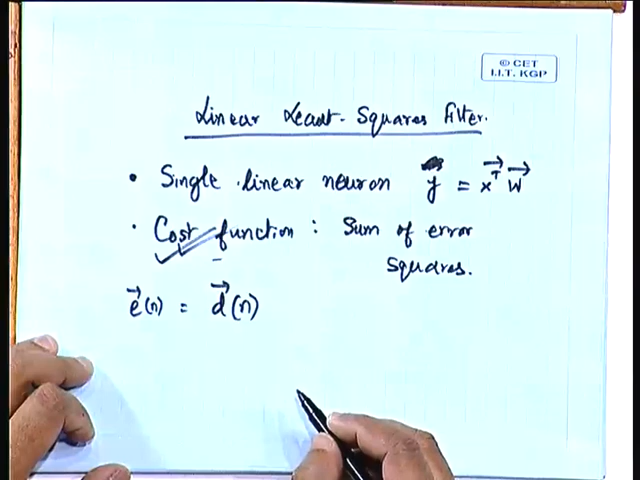 © CET
I.I.T. KGP
Linear Least-Squares Filter.
• Single linear neuron y = x⃗ᵀ w⃗
• Cost function : Sum of error
Squares.
e⃗(n) = d⃗(n)